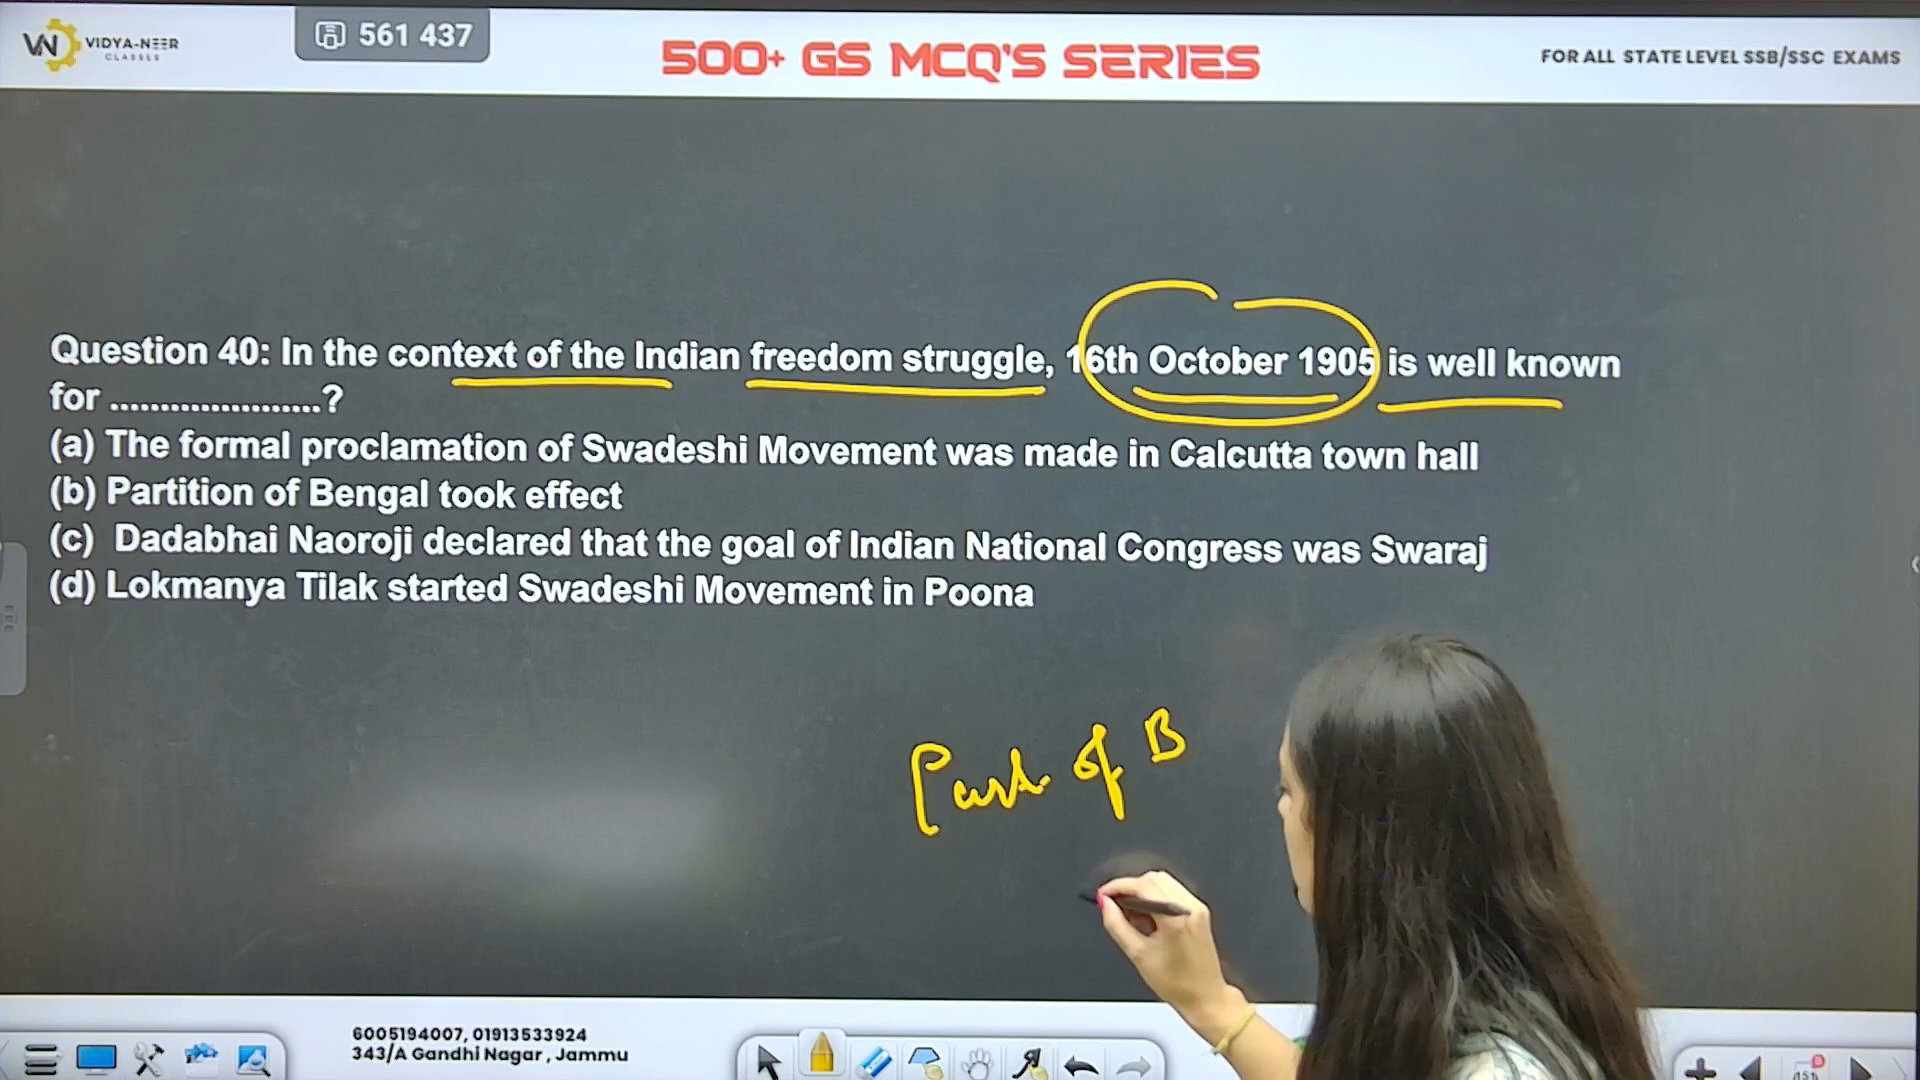 VN VIDYA-NEER
CLASSES
561 437
500+ GS MCQ'S SERIES
FOR ALL STATE LEVEL SSB/SSC EXAMS
Question 40: In the context of the Indian freedom struggle, 16th October 1905 is well known
for .....................?
(a) The formal proclamation of Swadeshi Movement was made in Calcutta town hall
(b) Partition of Bengal took effect
(c) Dadabhai Naoroji declared that the goal of Indian National Congress was Swaraj
(d) Lokmanya Tilak started Swadeshi Movement in Poona
Part of B
6005194007, 01913533924
343/A Gandhi Nagar , Jammu